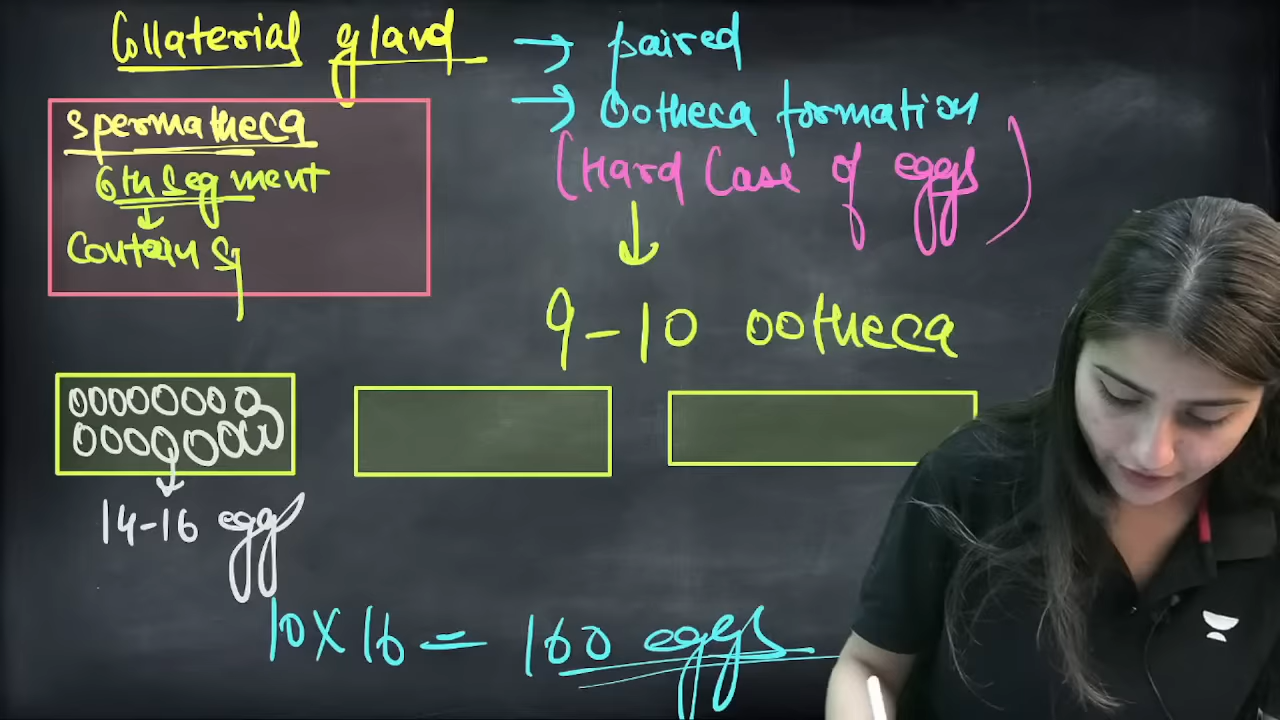 Collaterial gland → paired
→ Ootheca formation
(Hard Case of eggs)
Spermatheca
6th segment
Contain
9-10 ootheca
14-16 egg
10 X 16 = 160 eggs